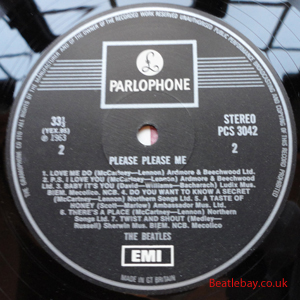 PARLOPHONE
33⅓
(YEX.95)
℗1963
2
STEREO
PCS 3042
2
PLEASE PLEASE ME
1. LOVE ME DO (McCartney—Lennon) Ardmore & Beechwood Ltd.
2. P.S. I LOVE YOU (McCartney—Lennon) Ardmore & Beechwood
Ltd. 3. BABY IT'S YOU (David—Williams—Bacharach) Ludix Mus.
BIEM. Mecolico. NCB. 4. DO YOU WANT TO KNOW A SECRET
(McCartney—Lennon) Northern Songs Ltd. 5. A TASTE OF
HONEY (Scott—Marlow) Ambassador Mus. Ltd.
6. THERE'S A PLACE (McCartney—Lennon) Northern
Songs Ltd. 7. TWIST AND SHOUT (Medley—
Russell) Sherwin Mus. BIEM. NCB. Mecolico
THE BEATLES
EMI
MADE IN GT BRITAIN
Beatlebay.co.uk